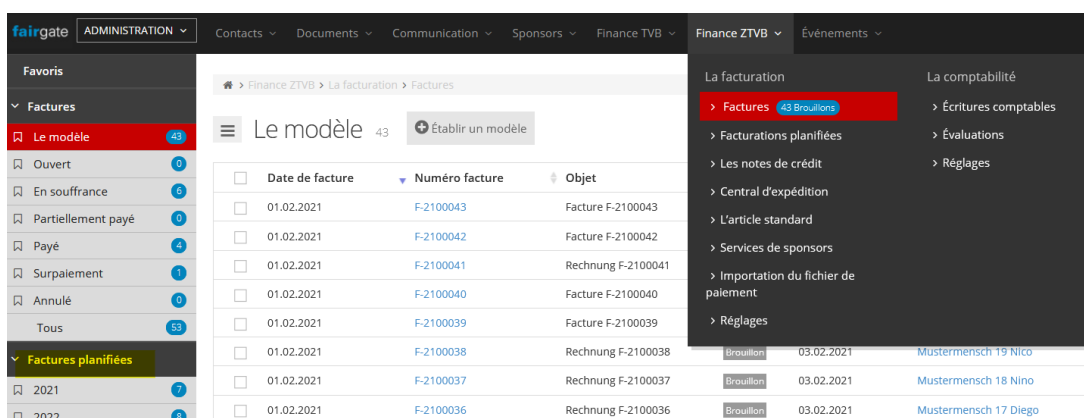 fairgate ADMINISTRATION Contacts Documents Communication Sponsors Finance TVB Finance ZTVB Événements
Favoris
Factures
Le modèle 43
Ouvert 0
En souffrance 6
Partiellement payé 0
Payé 4
Surpaiement 1
Annulé 0
Tous 53
Factures planifiées
2021 7
2022 8
> Finance ZTVB > La facturation > Factures
Le modèle 43 Établir un modèle
Date de facture Numéro facture Objet
01.02.2021 F-2100043 Facture F-2100043
01.02.2021 F-2100042 Facture F-2100042
01.02.2021 F-2100041 Rechnung F-2100041
01.02.2021 F-2100040 Facture F-2100040
01.02.2021 F-2100039 Facture F-2100039
01.02.2021 F-2100038 Rechnung F-2100038 Brouillon 03.02.2021 Mustermensch 19 Nico
01.02.2021 F-2100037 Rechnung F-2100037 Brouillon 03.02.2021 Mustermensch 18 Nino
01.02.2021 F-2100036 Rechnung F-2100036 Brouillon 03.02.2021 Mustermensch 17 Diego
La facturation
> Factures 43 Brouillons
> Facturations planifiées
> Les notes de crédit
> Central d'expédition
> L'article standard
> Services de sponsors
> Importation du fichier de
paiement
> Réglages
La comptabilité
> Écritures comptables
> Évaluations
> Réglages